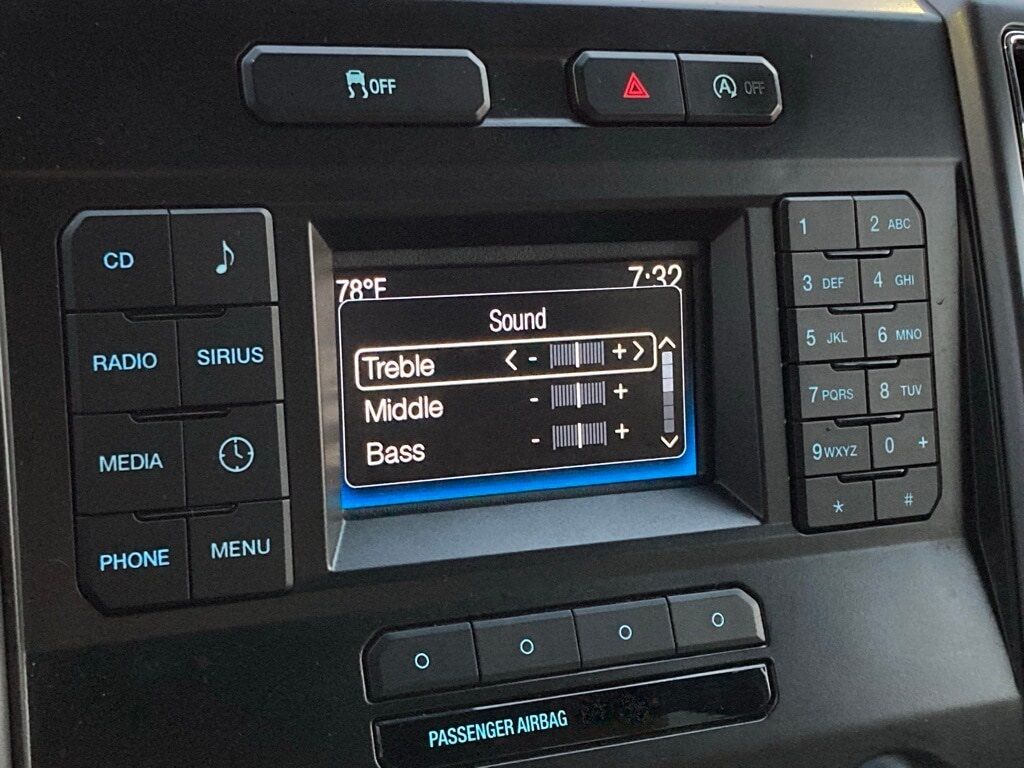 OFF
A OFF
CD
RADIO SIRIUS
MEDIA
PHONE MENU
78°F 7:32
Sound
Treble < - + >
Middle - +
Bass - +
1 2 ABC
3 DEF 4 GHI
5 JKL 6 MNO
7 PQRS 8 TUV
9 WXYZ 0 +
* #
PASSENGER AIRBAG